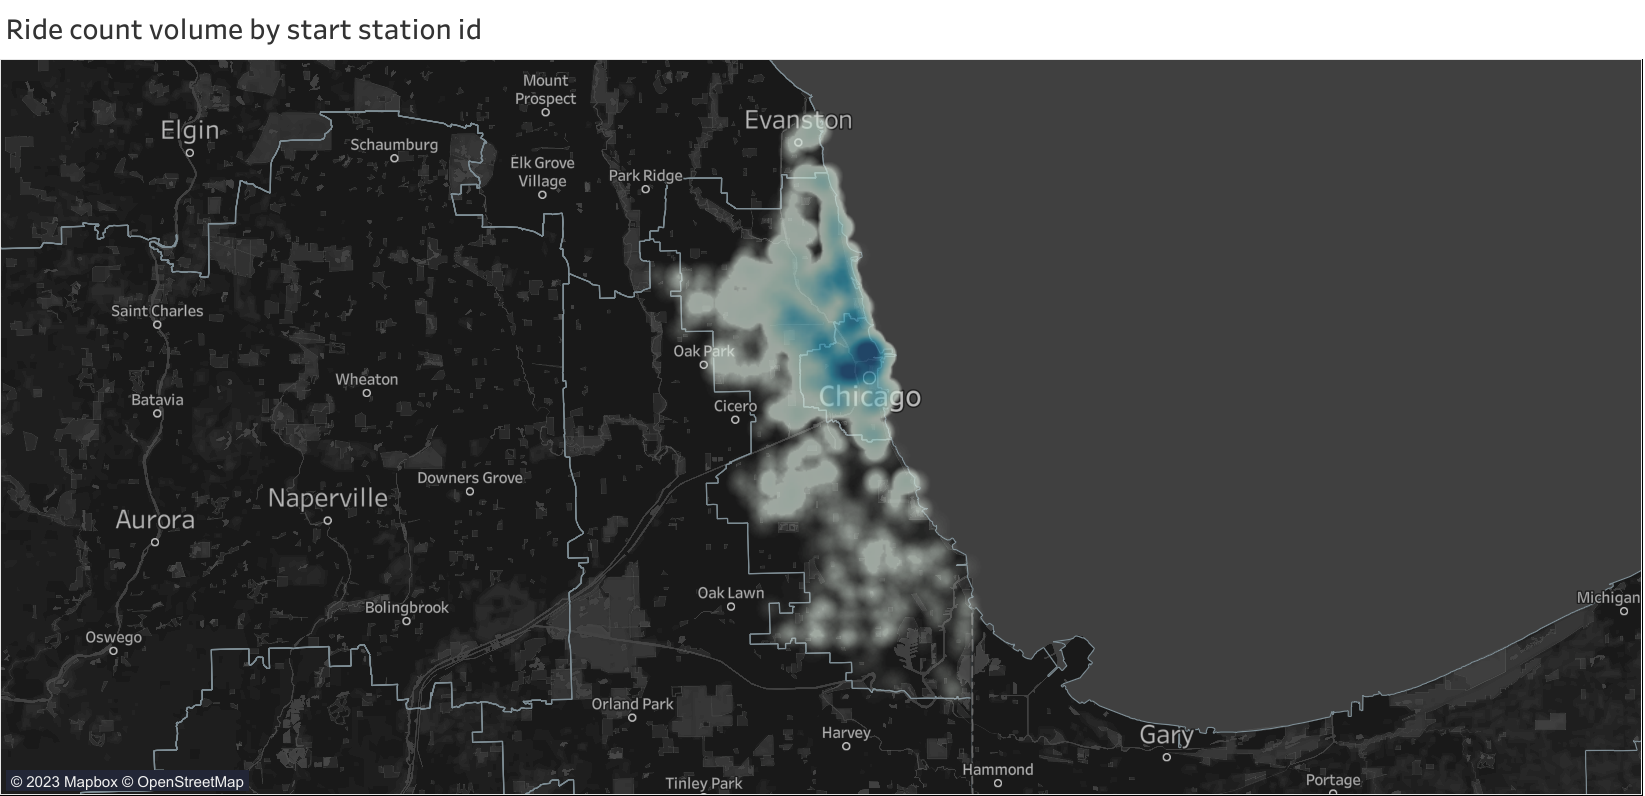 Ride count volume by start station id
Mount
Prospect
Evanston
Elgin
Schaumburg
Elk Grove
Village
Park Ridge
Saint Charles
Oak Park
Wheaton
Batavia
Chicago
Cicero
Downers Grove
Naperville
Aurora
Oak Lawn
Michigan
Bolingbrook
Oswego
Orland Park
Harvey
Gary
Hammond
© 2023 Mapbox © OpenStreetMap
Tinley Park
Portage